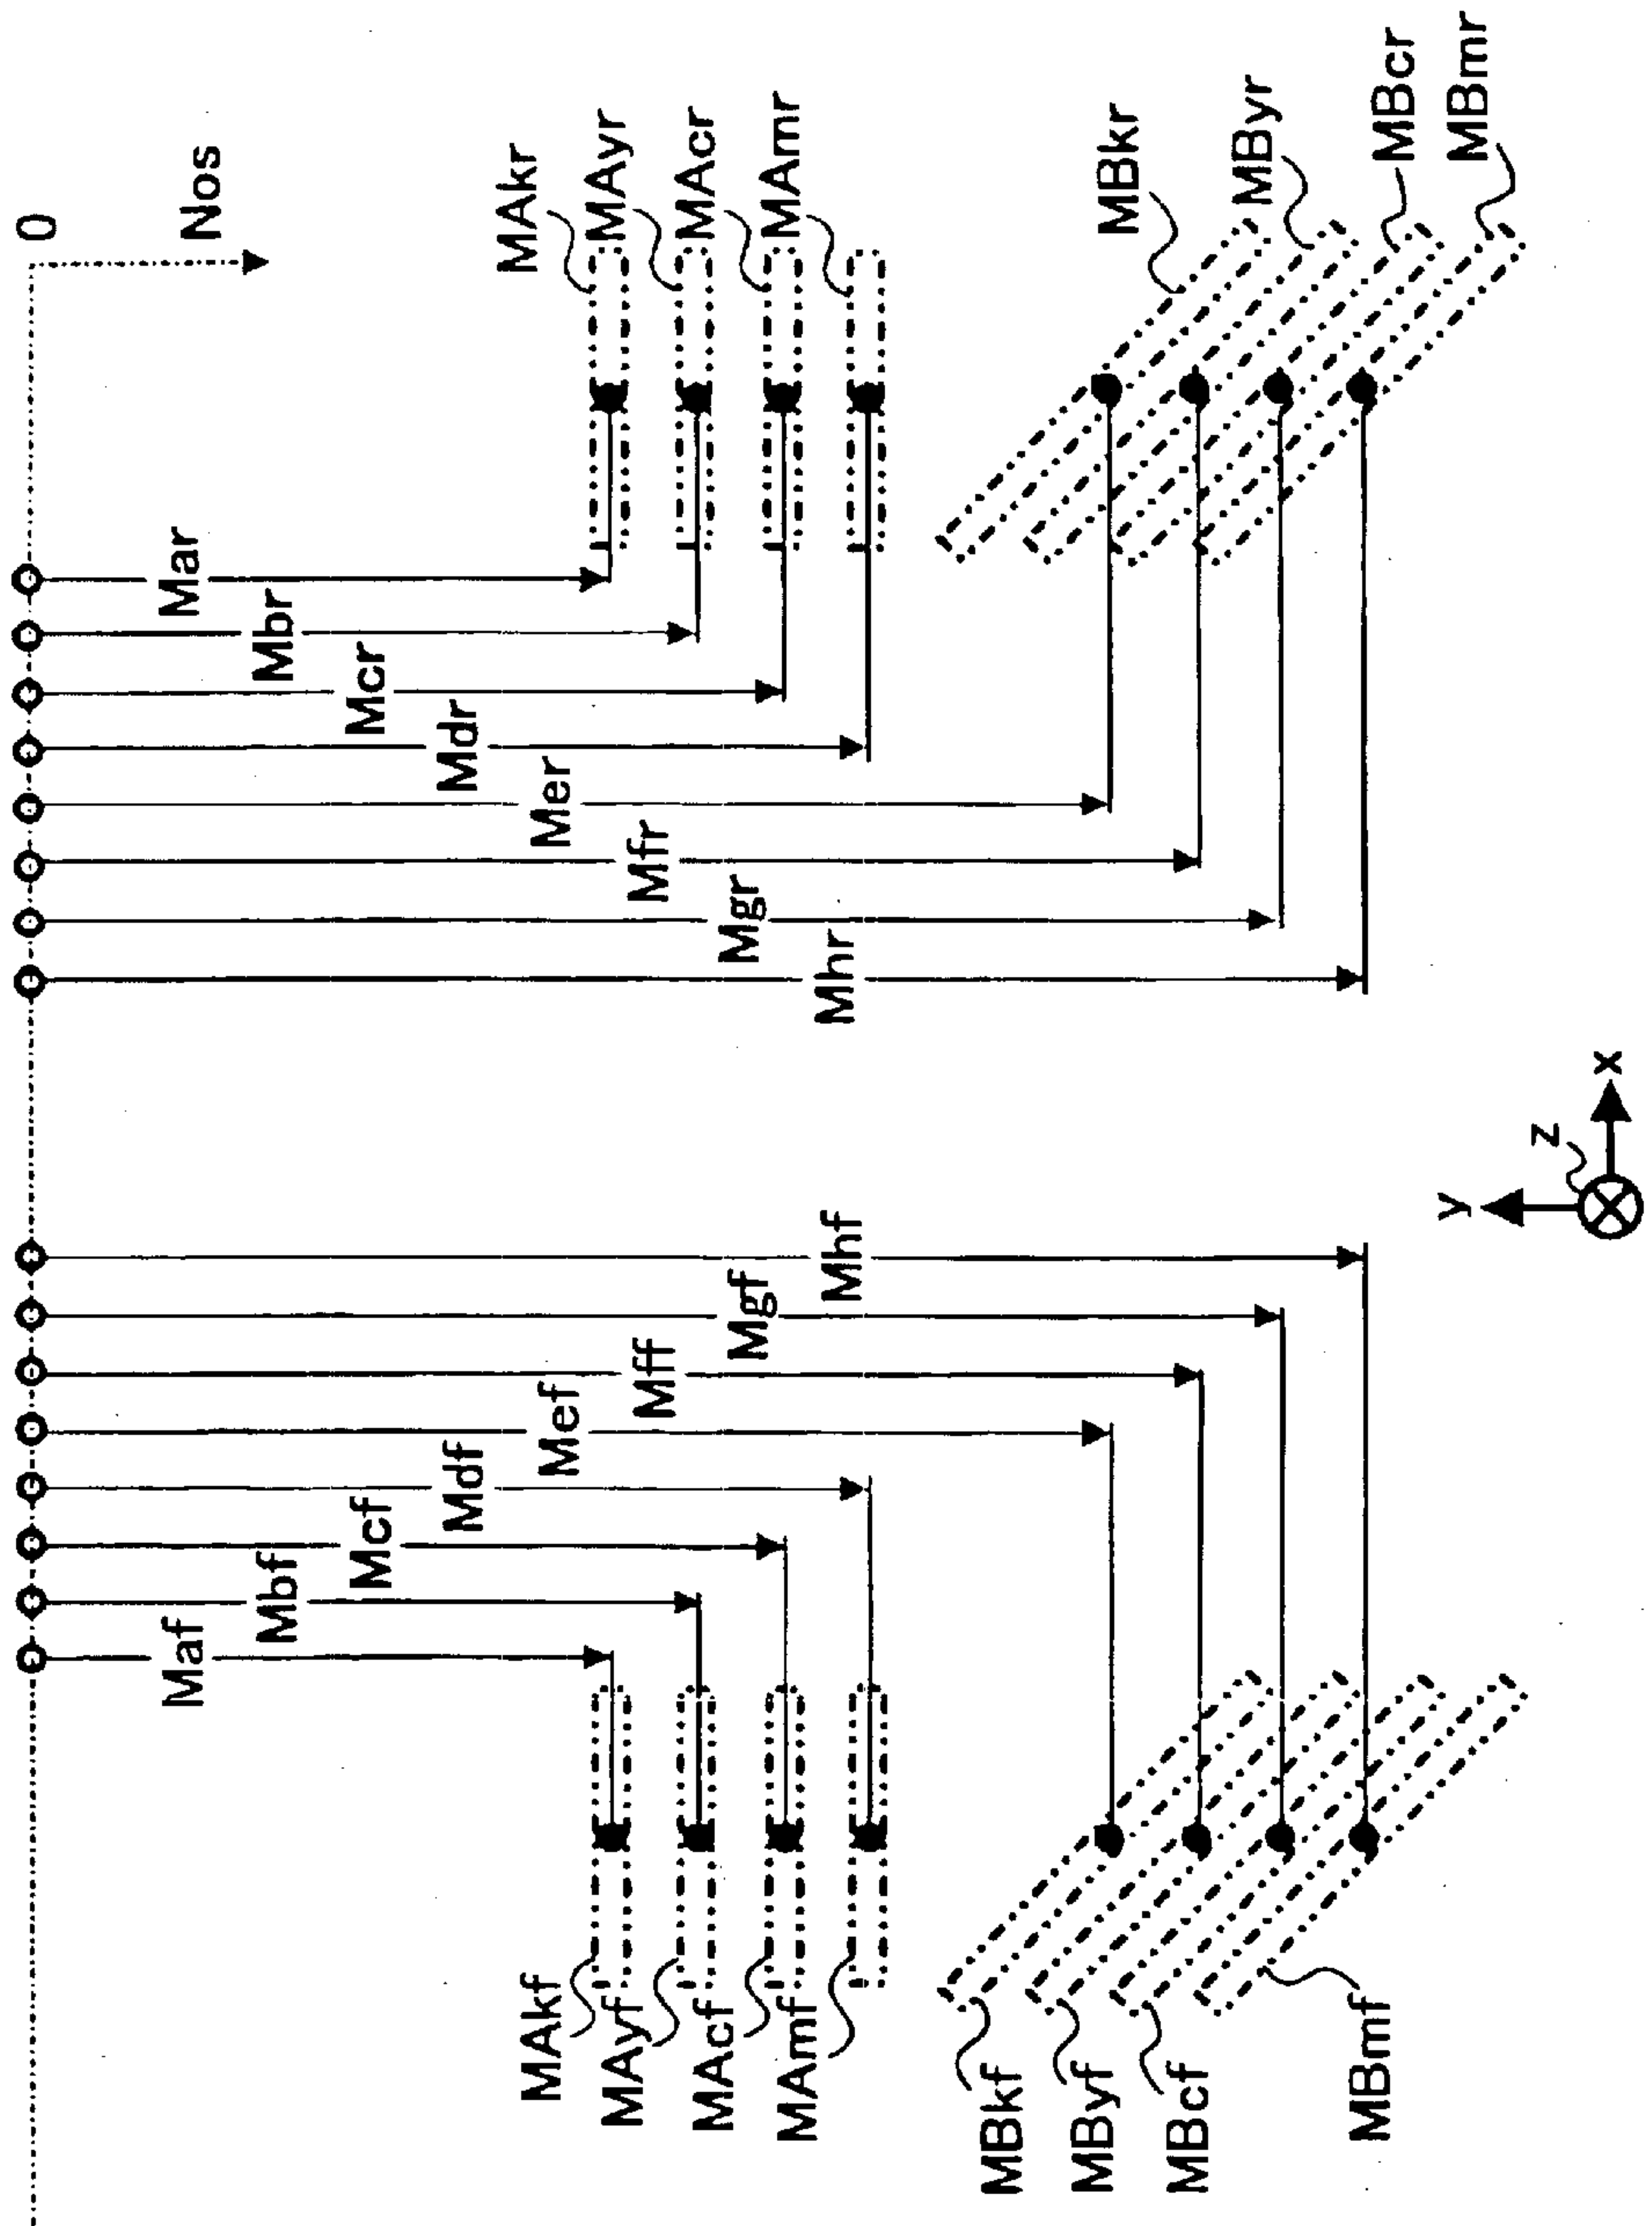 0
Nos
Mar
Mbr
Mcr
Mdr
Mer
Mfr
Mgr
Mhr
MAkr
MAyr
MAcr
MAmr
MBkr
MByr
MBcr
MBmr
Maf
Mbf
Mcf
Mdf
Mef
Mff
Mgf
Mhf
MAkf
MAyf
MAcf
MAmf
MBkf
MByf
MBcf
MBmf
y
z
x